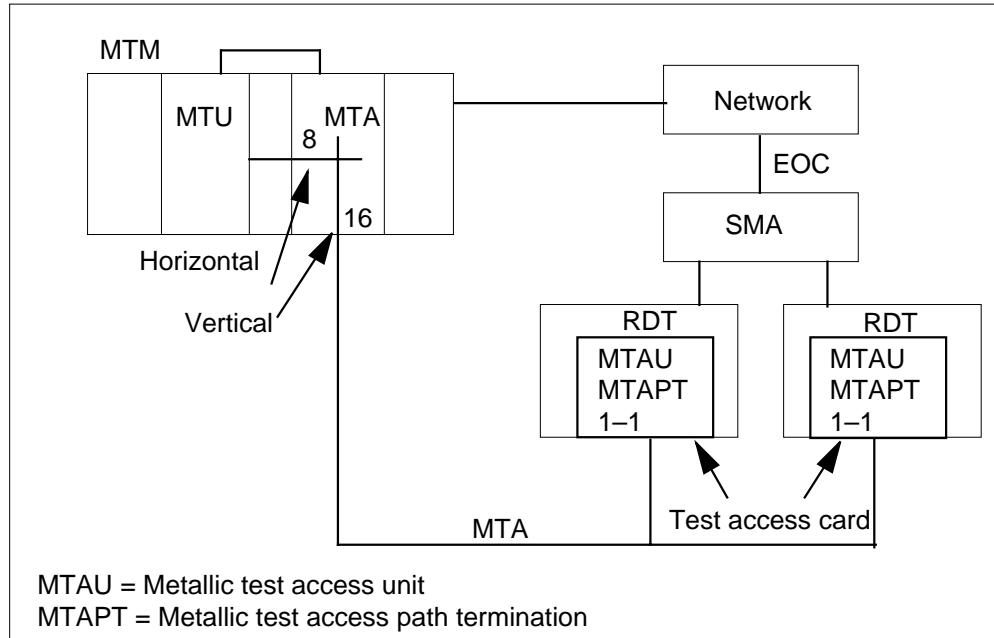 MTM
MTU
MTA
8
16
Horizontal
Vertical
Network
EOC
SMA
RDT
MTAU
MTAPT
1–1
RDT
MTAU
MTAPT
1–1
Test access card
MTA
MTAU = Metallic test access unit
MTAPT = Metallic test access path termination